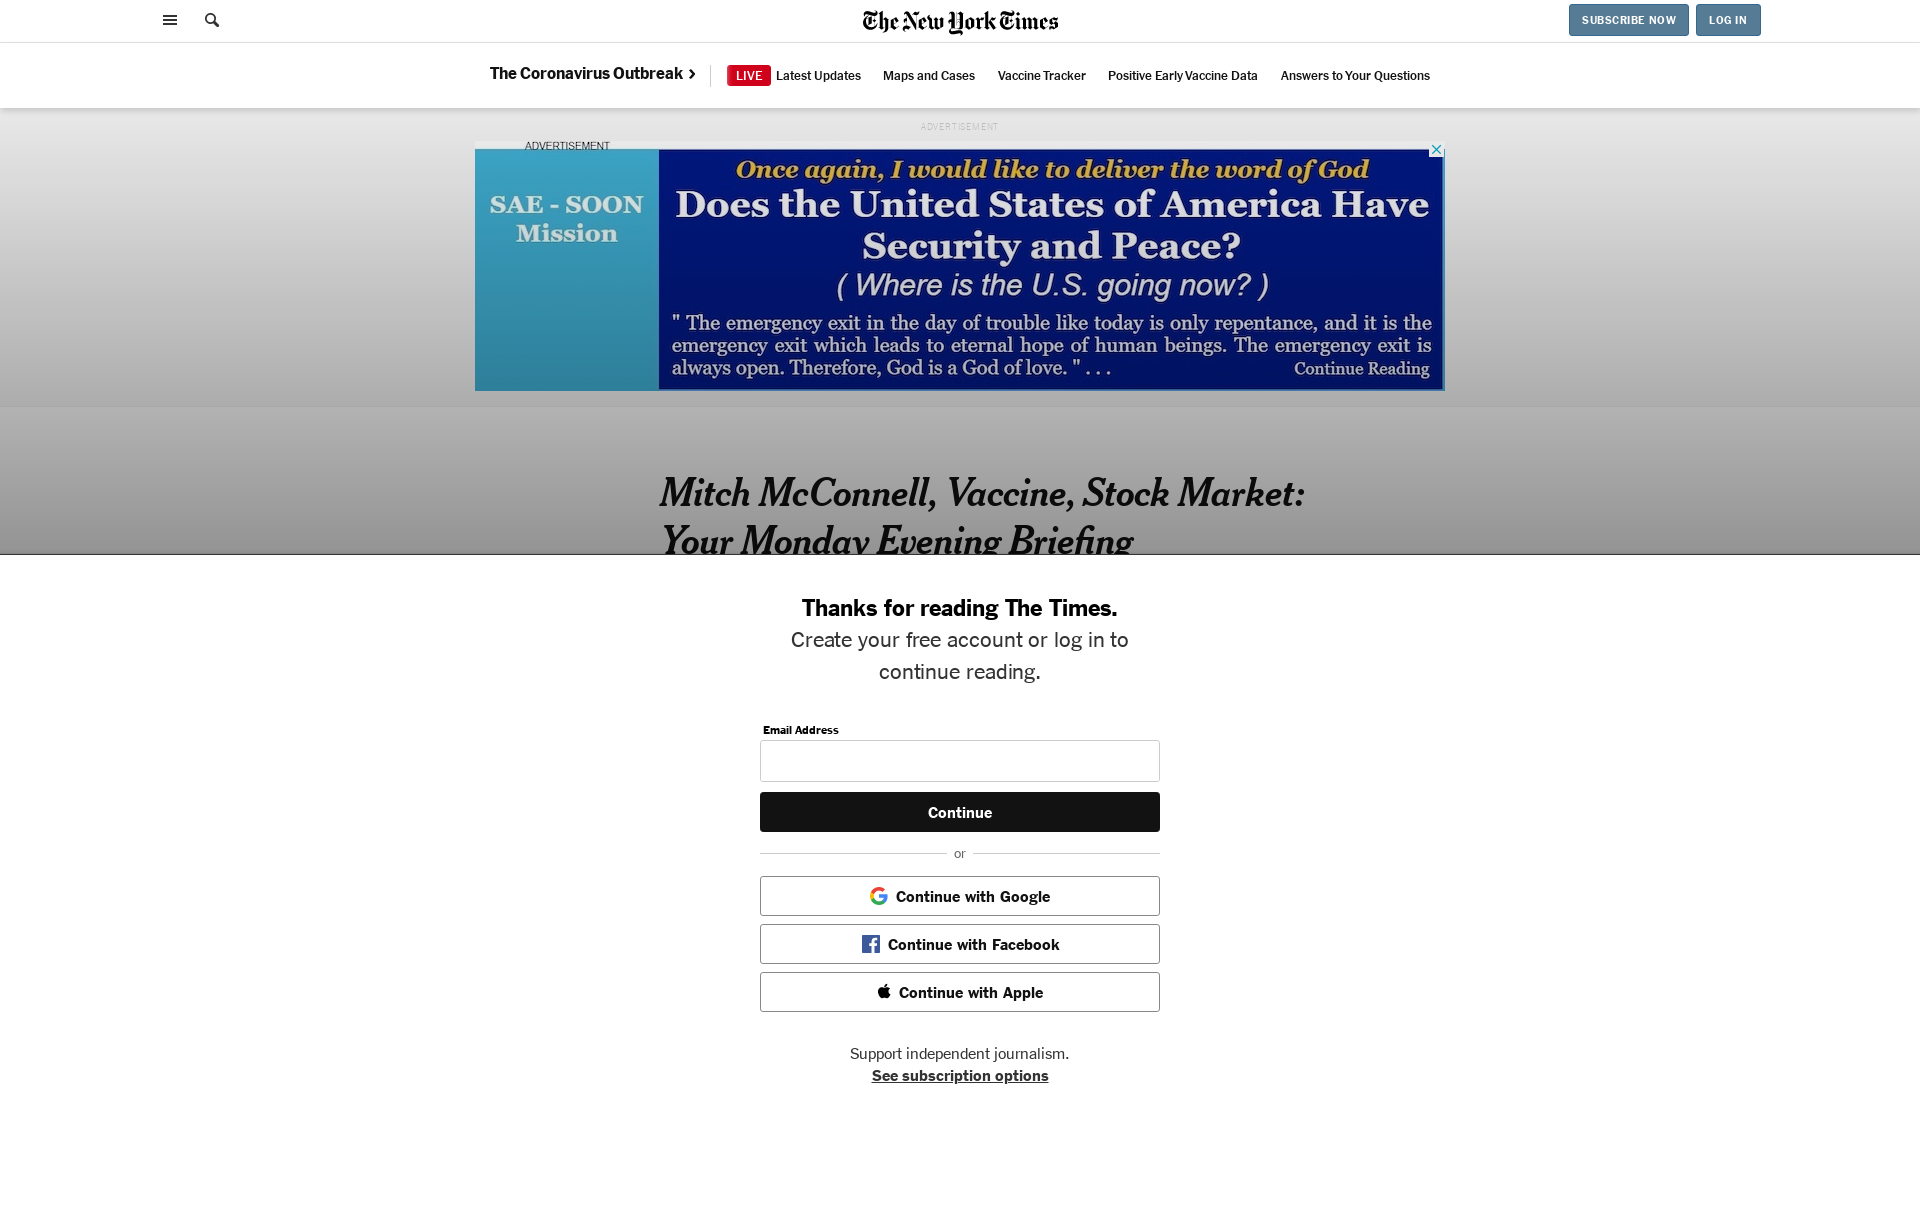 The New York Times
SUBSCRIBE NOW
LOG IN
The Coronavirus Outbreak
LIVE Latest Updates
Maps and Cases
Vaccine Tracker
Positive Early Vaccine Data
Answers to Your Questions
ADVERTISEMENT
ADVERTISEMENT
SAE - SOON
Mission
Once again, I would like to deliver the word of God
Does the United States of America Have
Security and Peace?
( Where is the U.S. going now? )
" The emergency exit in the day of trouble like today is only repentance, and it is the
emergency exit which leads to eternal hope of human beings. The emergency exit is
always open. Therefore, God is a God of love. " . . .
Continue Reading
Mitch McConnell, Vaccine, Stock Market:
Your Monday Evening Briefing
Thanks for reading The Times.
Create your free account or log in to
continue reading.
Email Address
Continue
or
Continue with Google
Continue with Facebook
Continue with Apple
Support independent journalism.
See subscription options